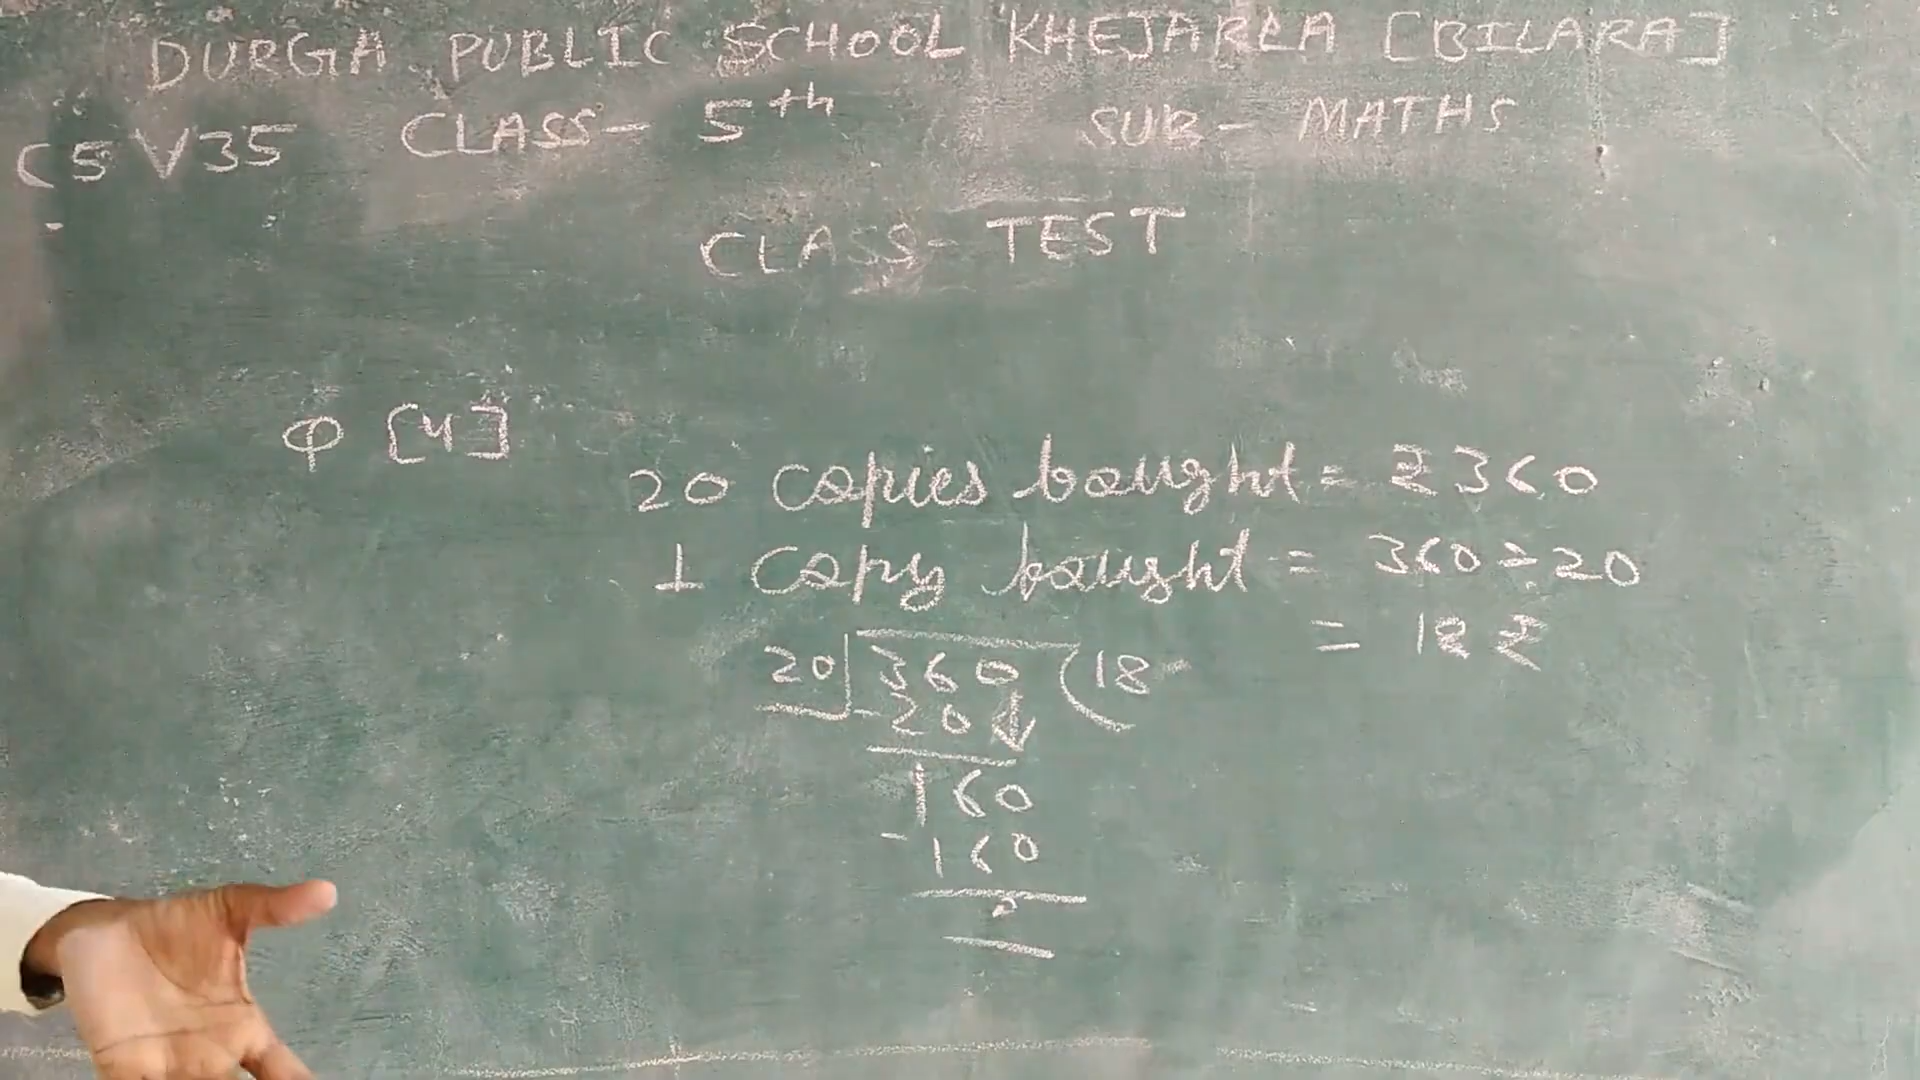 DURGA PUBLIC SCHOOL KHEJARLA [BILARA]
C5V35 CLASS- 5th SUB- MATHS
CLASS-TEST
Q [4]
20 copies bought = ₹360
1 copy bought = 360÷20
= 18 ₹
20 360 (18
-20
160
-160
0